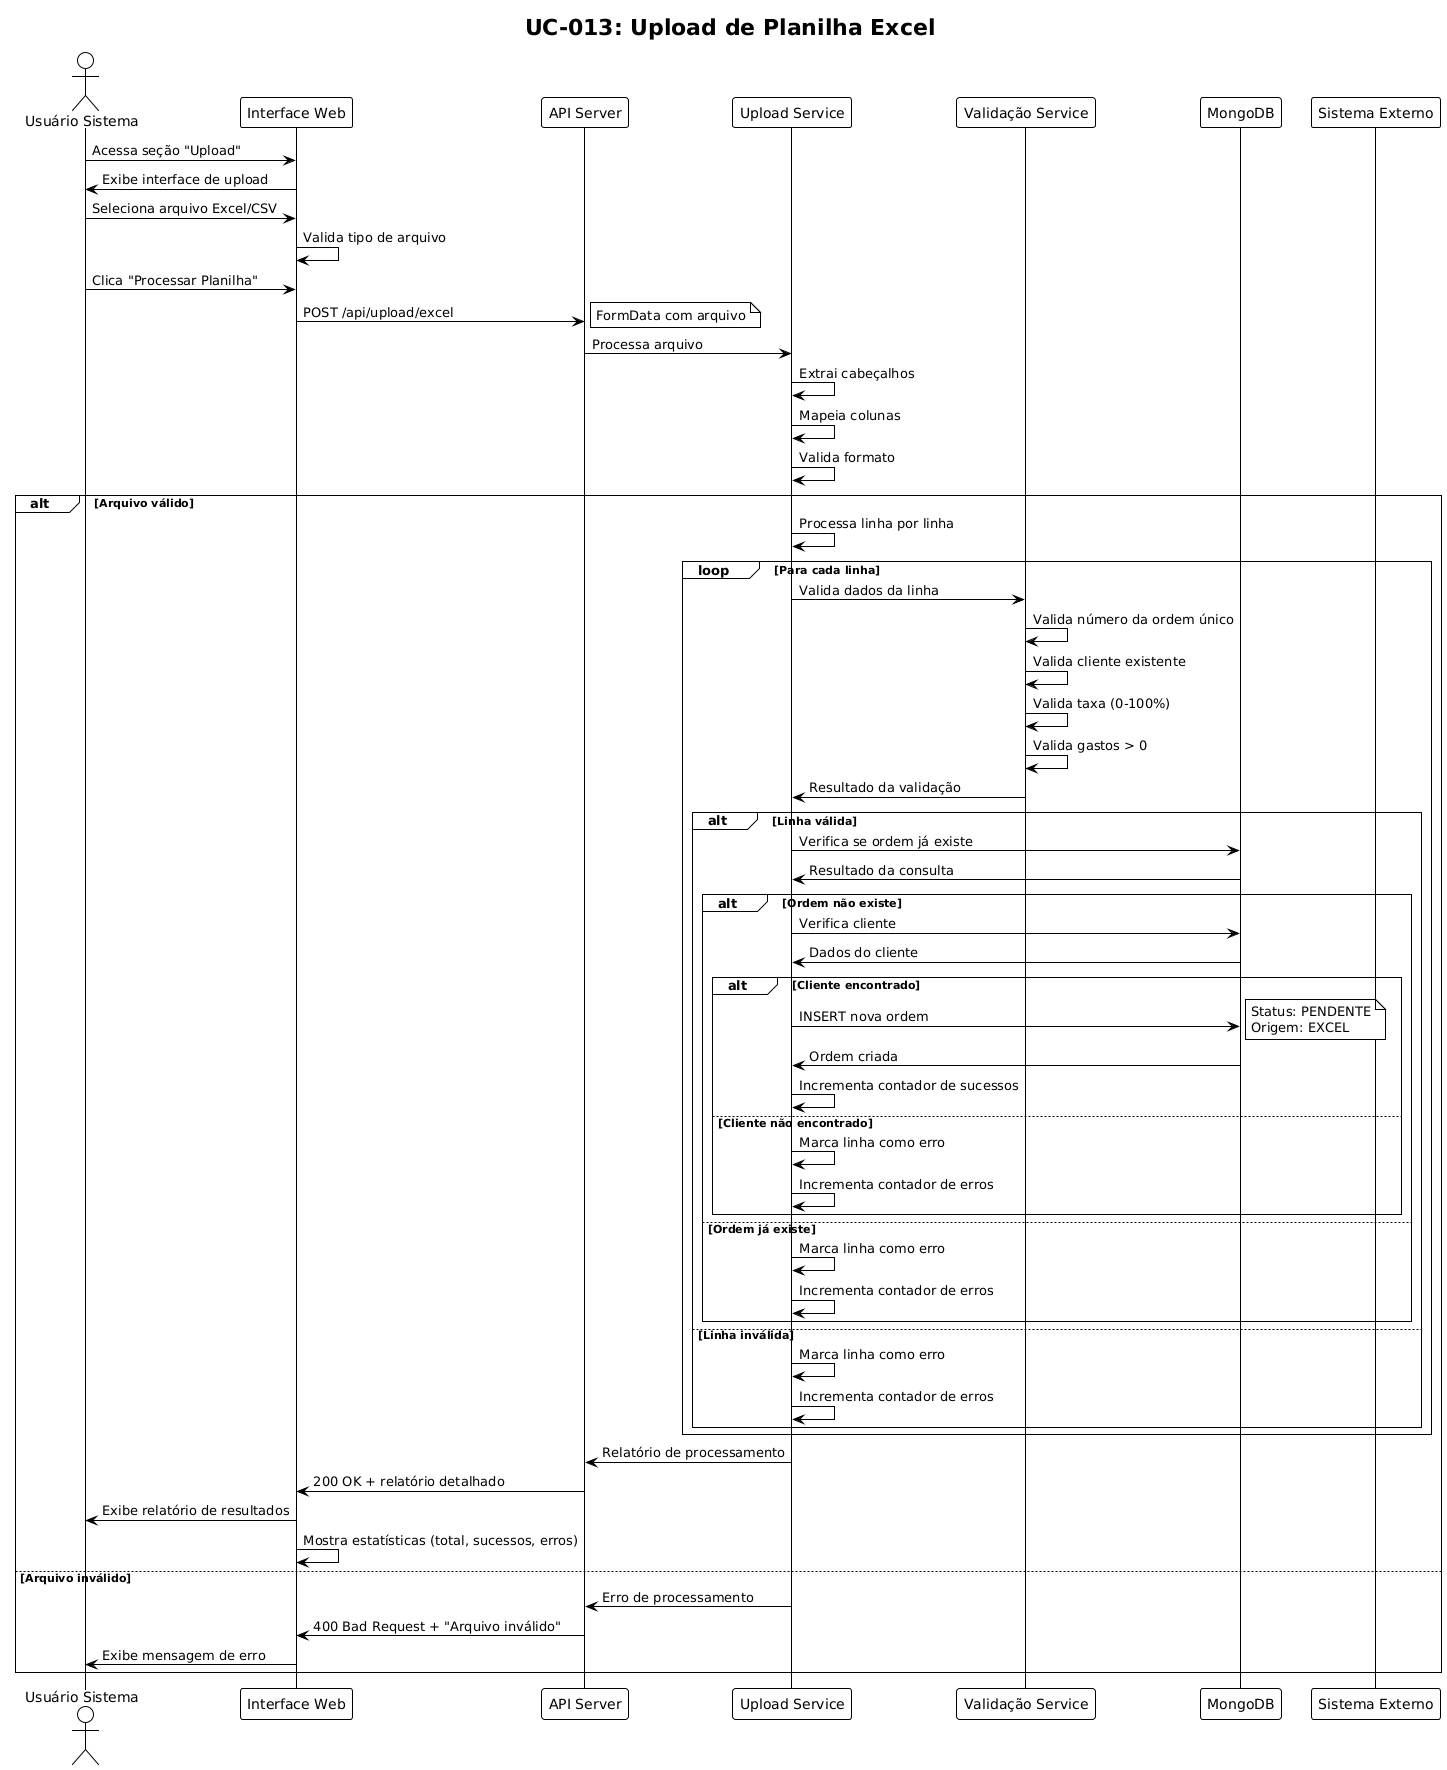 UC-013: Upload de Planilha Excel
Usuário Sistema
Interface Web
API Server
Upload Service
Validação Service
MongoDB
Sistema Externo
Acessa seção "Upload"
Exibe interface de upload
Seleciona arquivo Excel/CSV
Valida tipo de arquivo
Clica "Processar Planilha"
POST /api/upload/excel
FormData com arquivo
Processa arquivo
Extrai cabeçalhos
Mapeia colunas
Valida formato
alt
[Arquivo válido]
Processa linha por linha
loop
[Para cada linha]
Valida dados da linha
Valida número da ordem único
Valida cliente existente
Valida taxa (0-100%)
Valida gastos > 0
Resultado da validação
alt
[Linha válida]
Verifica se ordem já existe
Resultado da consulta
alt
[Ordem não existe]
Verifica cliente
Dados do cliente
alt
[Cliente encontrado]
INSERT nova ordem
Status: PENDENTE
Origem: EXCEL
Ordem criada
Incrementa contador de sucessos
[Cliente não encontrado]
Marca linha como erro
Incrementa contador de erros
[Ordem já existe]
Marca linha como erro
Incrementa contador de erros
[Linha inválida]
Marca linha como erro
Incrementa contador de erros
Relatório de processamento
200 OK + relatório detalhado
Exibe relatório de resultados
Mostra estatísticas (total, sucessos, erros)
[Arquivo inválido]
Erro de processamento
400 Bad Request + "Arquivo inválido"
Exibe mensagem de erro
Usuário Sistema
Interface Web
API Server
Upload Service
Validação Service
MongoDB
Sistema Externo